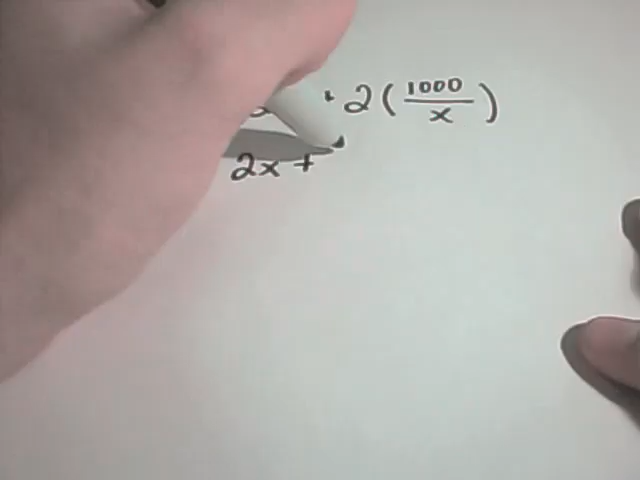 2(1000/x)
2x +